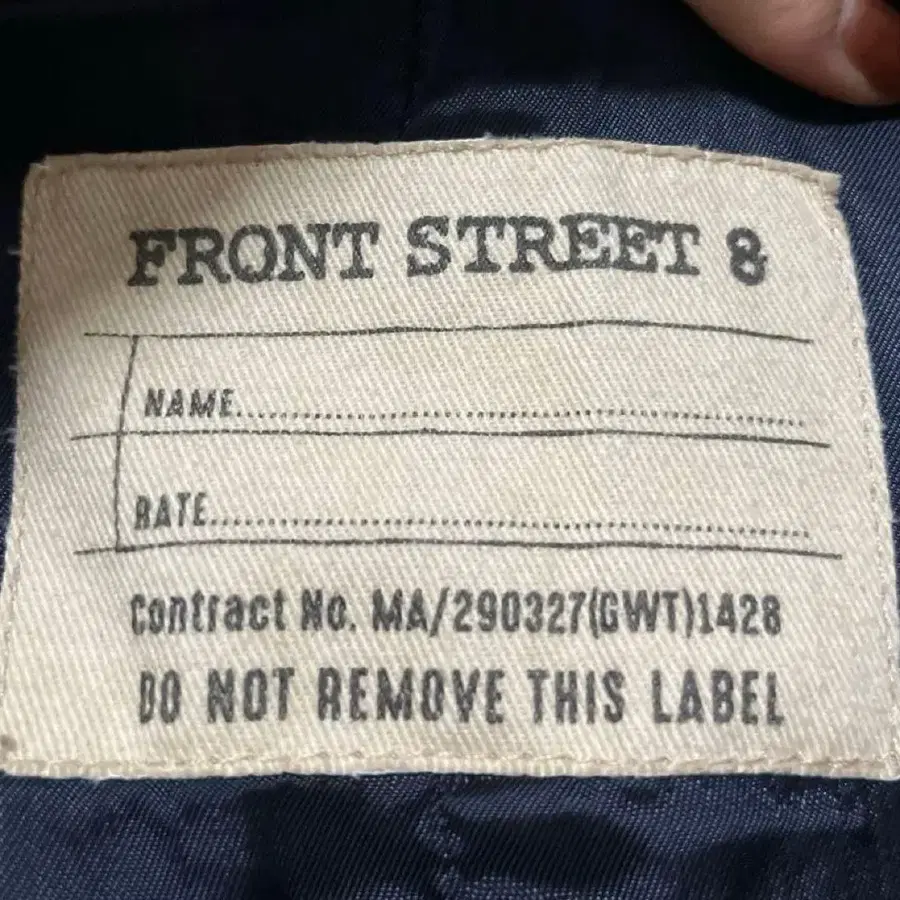 FRONT STREET 8
NAME................................................
RATE................................................
Contract No. MA/290327(GWT)1428
DO NOT REMOVE THIS LABEL